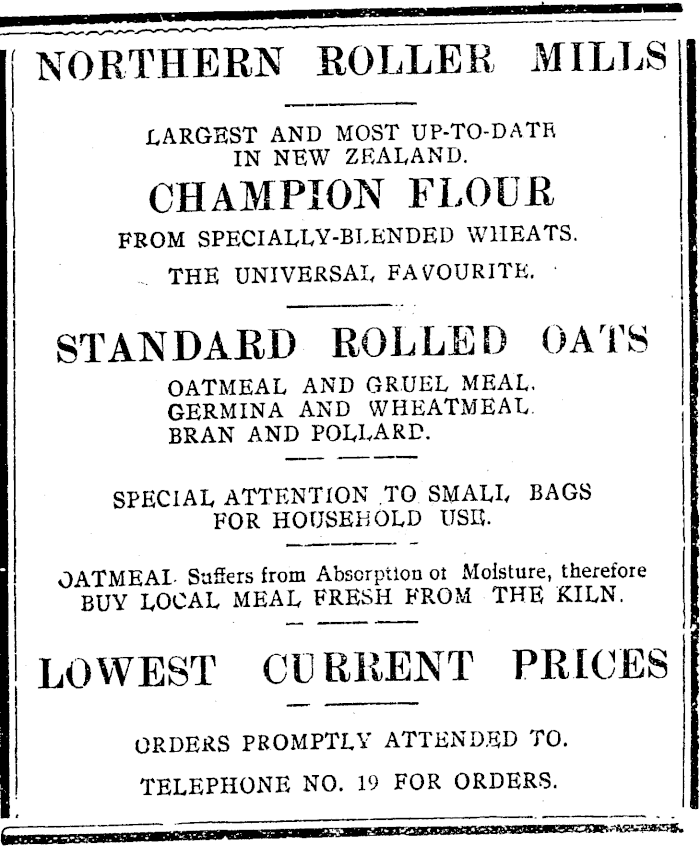 NORTHERN ROLLER MILLS
LARGEST AND MOST UP-TO-DATE
IN NEW ZEALAND.
CHAMPION FLOUR
FROM SPECIALLY-BLENDED WHEATS.
THE UNIVERSAL FAVOURITE.
STANDARD ROLLED OATS
OATMEAL AND GRUEL MEAL.
GERMINA AND WHEATMEAL.
BRAN AND POLLARD.
SPECIAL ATTENTION TO SMALL BAGS
FOR HOUSEHOLD USE.
OATMEAL Suffers from Absorption of Moisture, therefore
BUY LOCAL MEAL FRESH FROM THE KILN.
LOWEST CURRENT PRICES
ORDERS PROMPTLY ATTENDED TO.
TELEPHONE NO. 19 FOR ORDERS.